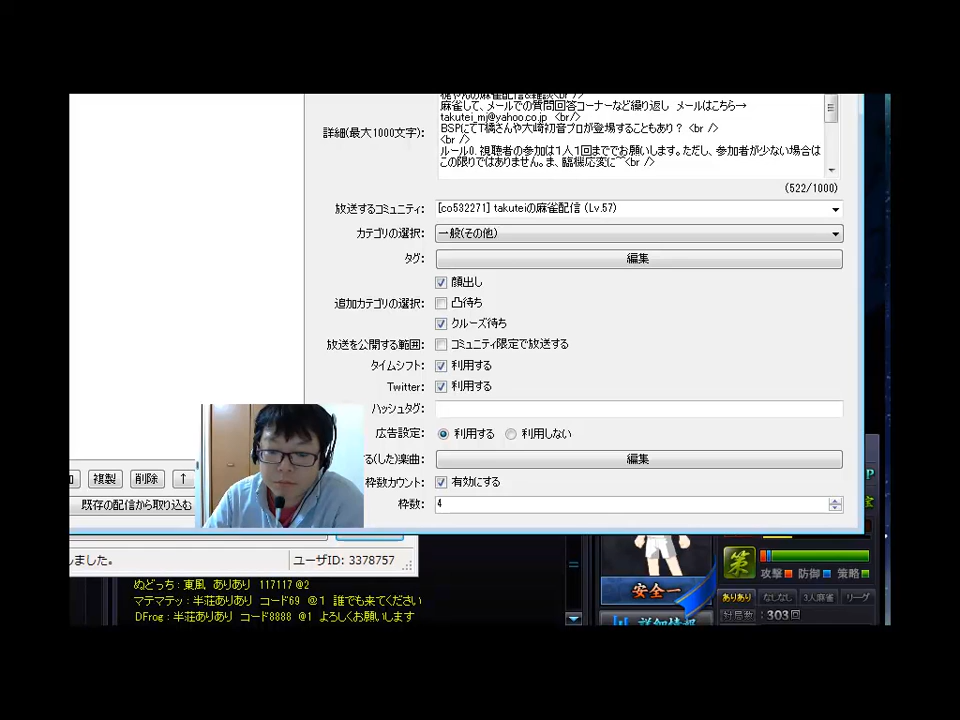 麻雀して、メールでの質問回答コーナーなど繰り返し メールはこちら→
takutei_mj@yahoo.co.jp <br/>
BSPにてT橋さんや大崎初音プロが登場することもあり？ <br />
<br />
ルール0. 視聴者の参加は1人1回まででお願いします。ただし、参加者が少ない場合は
この限りではありません。ま、臨機応変に^^<br />
詳細(最大1000文字):
(522/1000)
放送するコミュニティ: [co532271] takuteiの麻雀配信 (Lv.57)
カテゴリの選択: 一般(その他)
タグ: 編集
顔出し
追加カテゴリの選択: 凸待ち
クルーズ待ち
放送を公開する範囲: コミュニティ限定で放送する
タイムシフト: 利用する
Twitter: 利用する
ハッシュタグ:
広告設定: 利用する 利用しない
る(した)楽曲: 編集
複製 削除 ↑
枠数カウント: 有効にする
既存の配信から取り込む
枠数: 4
しました。 ユーザID: 3378757
ぬどっち : 東風 ありあり 117117 @2
マテマテッ : 半荘ありあり コード69 @1 誰でも来てください
DFrog : 半荘ありあり コード8888 @1 よろしくお願いします
策
攻撃 防御 策略
安全一
ありあり なしなし 3人麻雀 リーグ
対局数 : 303回
詳細情報